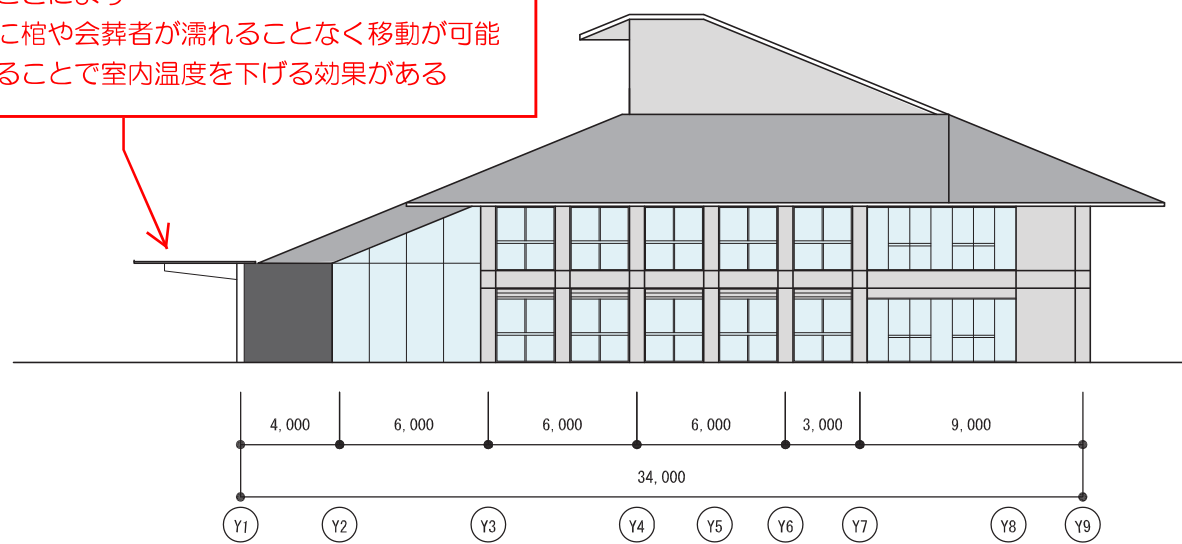 に棺や会葬者が濡れることなく移動が可能
ることで室内温度を下げる効果がある
4,000 6,000 6,000 6,000 3,000 9,000
34,000
Y1 Y2 Y3 Y4 Y5 Y6 Y7 Y8 Y9